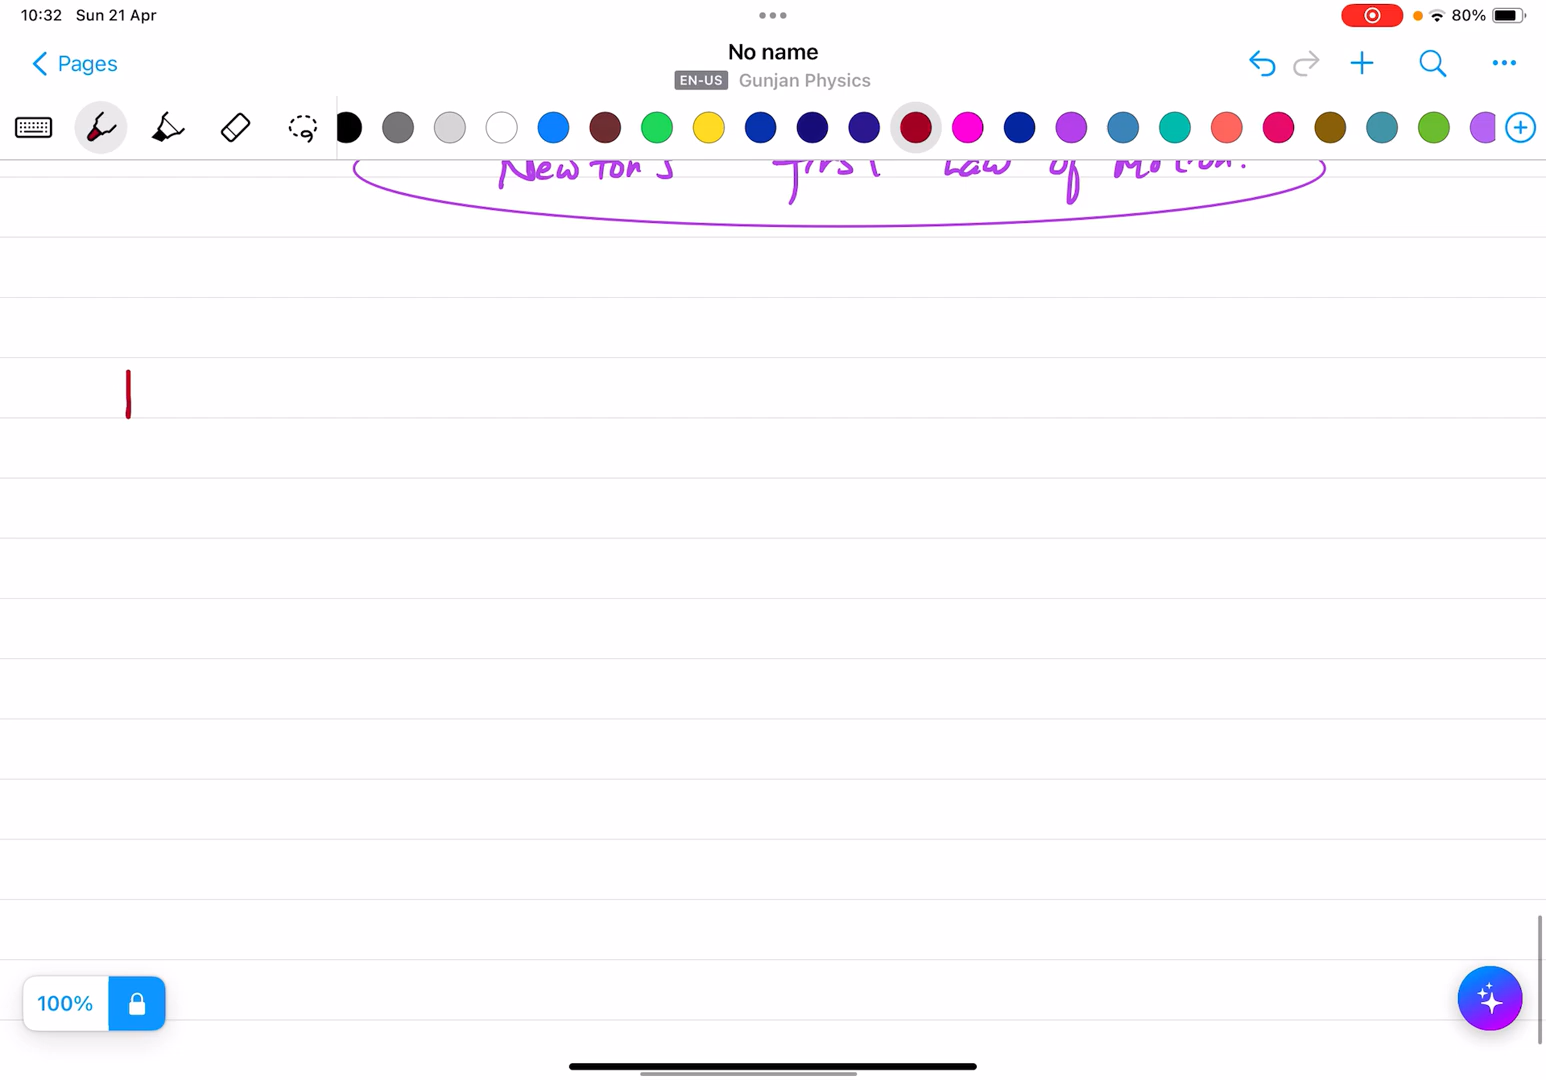 10:32 Sun 21 Apr
80%
Pages
No name
EN-US Gunjan Physics
Newton's first Law of Motion.
100%